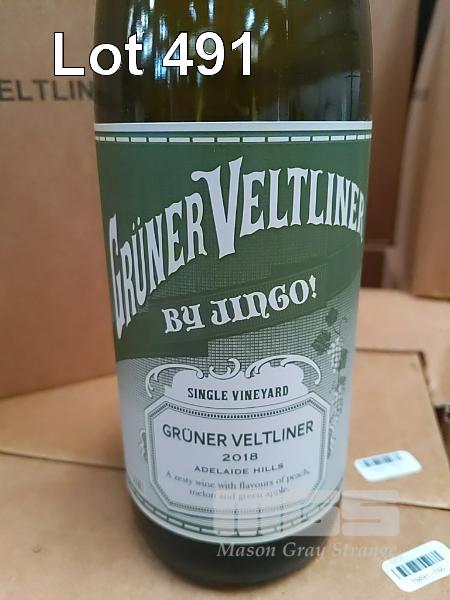 Lot 491
ELTLIN
GRÜNER VELTLINER
BY JINGO!
SINGLE VINEYARD
GRÜNER VELTLINER
2018
ADELAIDE HILLS
A zesty wine with flavours of peach,
melon and green apple.
MGS
Mason Gray Strange